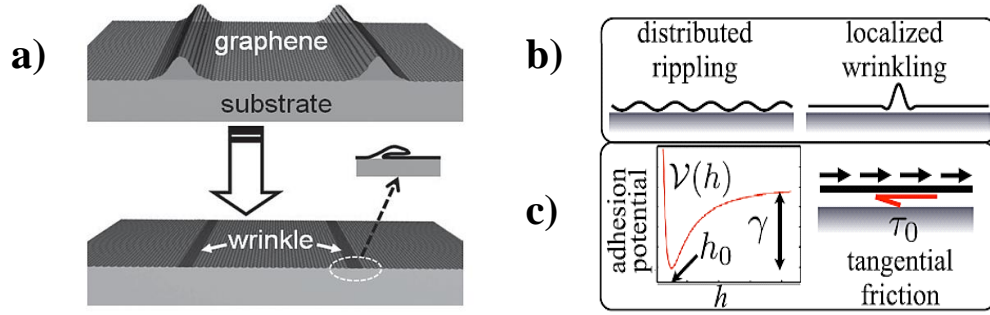 a)
graphene
substrate
wrinkle
b)
distributed
rippling
localized
wrinkling
c)
adhesion
potential
V(h)
γ
h₀
h
τ₀
tangential
friction